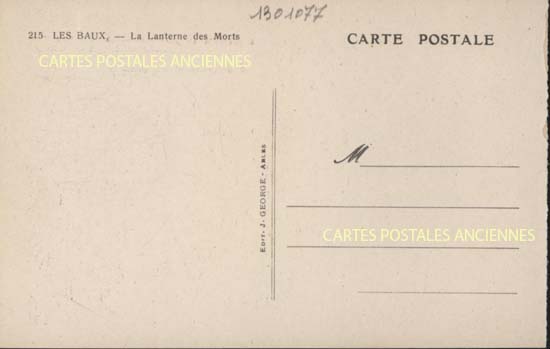 1301077
215- LES BAUX, — La Lanterne des Morts
CARTE POSTALE
CARTES POSTALES ANCIENNES
M
EDIT. J. GEORGE - ARLES
CARTES POSTALES ANCIENNES